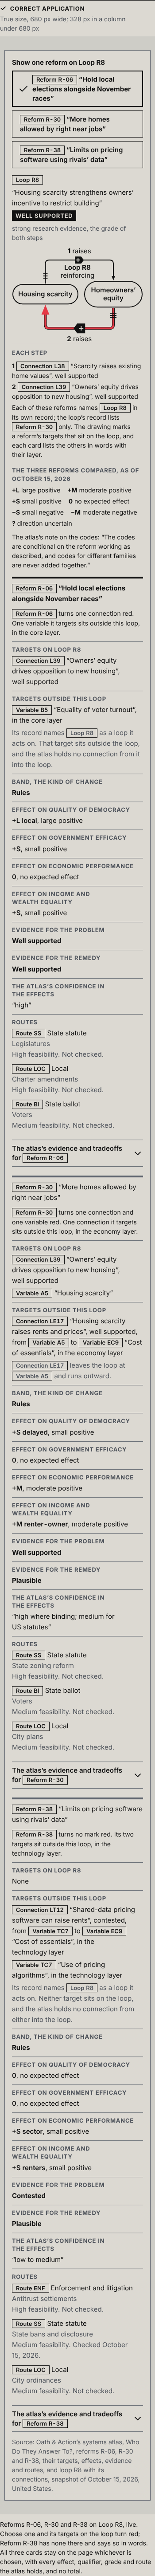 ✓ CORRECT APPLICATION
True size, 680 px wide; 328 px in a column
under 680 px
Show one reform on Loop R8
Reform R-06 “Hold local
elections alongside November
races”
Reform R-30 “More homes
allowed by right near jobs”
Reform R-38 “Limits on pricing
software using rivals’ data”
Loop R8
“Housing scarcity strengthens owners’
incentive to restrict building”
WELL SUPPORTED
strong research evidence, the grade of
both steps
1 raises
Loop R8
reinforcing
Housing scarcity
Homeowners’
equity
2 raises
EACH STEP
1 Connection L38 “Scarcity raises existing
home values”, well supported
2 Connection L39 “Owners’ equity drives
opposition to new housing”, well supported
Each of these reforms names Loop R8 in
its own record; the loop’s record lists
Reform R-30 only. The drawing marks
a reform’s targets that sit on the loop, and
each card lists the others in words with
their layer.
THE THREE REFORMS COMPARED, AS OF
OCTOBER 15, 2026
+L large positive +M moderate positive
+S small positive 0 no expected effect
−S small negative −M moderate negative
? direction uncertain
The atlas’s note on the codes: “The codes
are conditional on the reform working as
described, and codes for different families
are never added together.”
Reform R-06 “Hold local elections
alongside November races”
Reform R-06 turns one connection red.
One variable it targets sits outside this loop,
in the core layer.
TARGETS ON LOOP R8
Connection L39 “Owners’ equity
drives opposition to new housing”,
well supported
TARGETS OUTSIDE THIS LOOP
Variable B5 “Equality of voter turnout”,
in the core layer
Its record names Loop R8 as a loop it
acts on. That target sits outside the loop,
and the atlas holds no connection from it
into the loop.
BAND, THE KIND OF CHANGE
Rules
EFFECT ON QUALITY OF DEMOCRACY
+L local, large positive
EFFECT ON GOVERNMENT EFFICACY
+S, small positive
EFFECT ON ECONOMIC PERFORMANCE
0, no expected effect
EFFECT ON INCOME AND
WEALTH EQUALITY
+S, small positive
EVIDENCE FOR THE PROBLEM
Well supported
EVIDENCE FOR THE REMEDY
Well supported
THE ATLAS’S CONFIDENCE IN
THE EFFECTS
“high”
ROUTES
Route SS State statute
Legislatures
High feasibility. Not checked.
Route LOC Local
Charter amendments
High feasibility. Not checked.
Route BI State ballot
Voters
Medium feasibility. Not checked.
The atlas’s evidence and tradeoffs
for Reform R-06
Reform R-30 “More homes allowed by
right near jobs”
Reform R-30 turns one connection and
one variable red. One connection it targets
sits outside this loop, in the economy layer.
TARGETS ON LOOP R8
Connection L39 “Owners’ equity
drives opposition to new housing”,
well supported
Variable A5 “Housing scarcity”
TARGETS OUTSIDE THIS LOOP
Connection LE17 “Housing scarcity
raises rents and prices”, well supported,
from Variable A5 to Variable EC9 “Cost
of essentials”, in the economy layer
Connection LE17 leaves the loop at
Variable A5 and runs outward.
BAND, THE KIND OF CHANGE
Rules
EFFECT ON QUALITY OF DEMOCRACY
+S delayed, small positive
EFFECT ON GOVERNMENT EFFICACY
0, no expected effect
EFFECT ON ECONOMIC PERFORMANCE
+M, moderate positive
EFFECT ON INCOME AND
WEALTH EQUALITY
+M renter-owner, moderate positive
EVIDENCE FOR THE PROBLEM
Well supported
EVIDENCE FOR THE REMEDY
Plausible
THE ATLAS’S CONFIDENCE IN
THE EFFECTS
“high where binding; medium for
US statutes”
ROUTES
Route SS State statute
State zoning reform
High feasibility. Not checked.
Route BI State ballot
Voters
Medium feasibility. Not checked.
Route LOC Local
City plans
Medium feasibility. Not checked.
The atlas’s evidence and tradeoffs
for Reform R-30
Reform R-38 “Limits on pricing software
using rivals’ data”
Reform R-38 turns no mark red. Its two
targets sit outside this loop, in the
technology layer.
TARGETS ON LOOP R8
None
TARGETS OUTSIDE THIS LOOP
Connection LT12 “Shared-data pricing
software can raise rents”, contested,
from Variable TC7 to Variable EC9
“Cost of essentials”, in the
technology layer
Variable TC7 “Use of pricing
algorithms”, in the technology layer
Its record names Loop R8 as a loop it
acts on. Neither target sits on the loop,
and the atlas holds no connection from
either into the loop.
BAND, THE KIND OF CHANGE
Rules
EFFECT ON QUALITY OF DEMOCRACY
0, no expected effect
EFFECT ON GOVERNMENT EFFICACY
0, no expected effect
EFFECT ON ECONOMIC PERFORMANCE
+S sector, small positive
EFFECT ON INCOME AND
WEALTH EQUALITY
+S renters, small positive
EVIDENCE FOR THE PROBLEM
Contested
EVIDENCE FOR THE REMEDY
Plausible
THE ATLAS’S CONFIDENCE IN
THE EFFECTS
“low to medium”
ROUTES
Route ENF Enforcement and litigation
Antitrust settlements
High feasibility. Not checked.
Route SS State statute
State bans and disclosure
Medium feasibility. Checked October
15, 2026.
Route LOC Local
City ordinances
Medium feasibility. Not checked.
The atlas’s evidence and tradeoffs
for Reform R-38
Source: Oath & Action’s systems atlas, Who
Do They Answer To?, reforms R-06, R-30
and R-38, their targets, effects, evidence
and routes, and loop R8 with its
connections, snapshot of October 15, 2026,
United States.
Reforms R-06, R-30 and R-38 on Loop R8, live.
Choose one and its targets on the loop turn red;
Reform R-38 has none there and says so in words.
All three cards stay on the page whichever is
chosen, with every effect, qualifier, grade and route
the atlas holds, and no total.